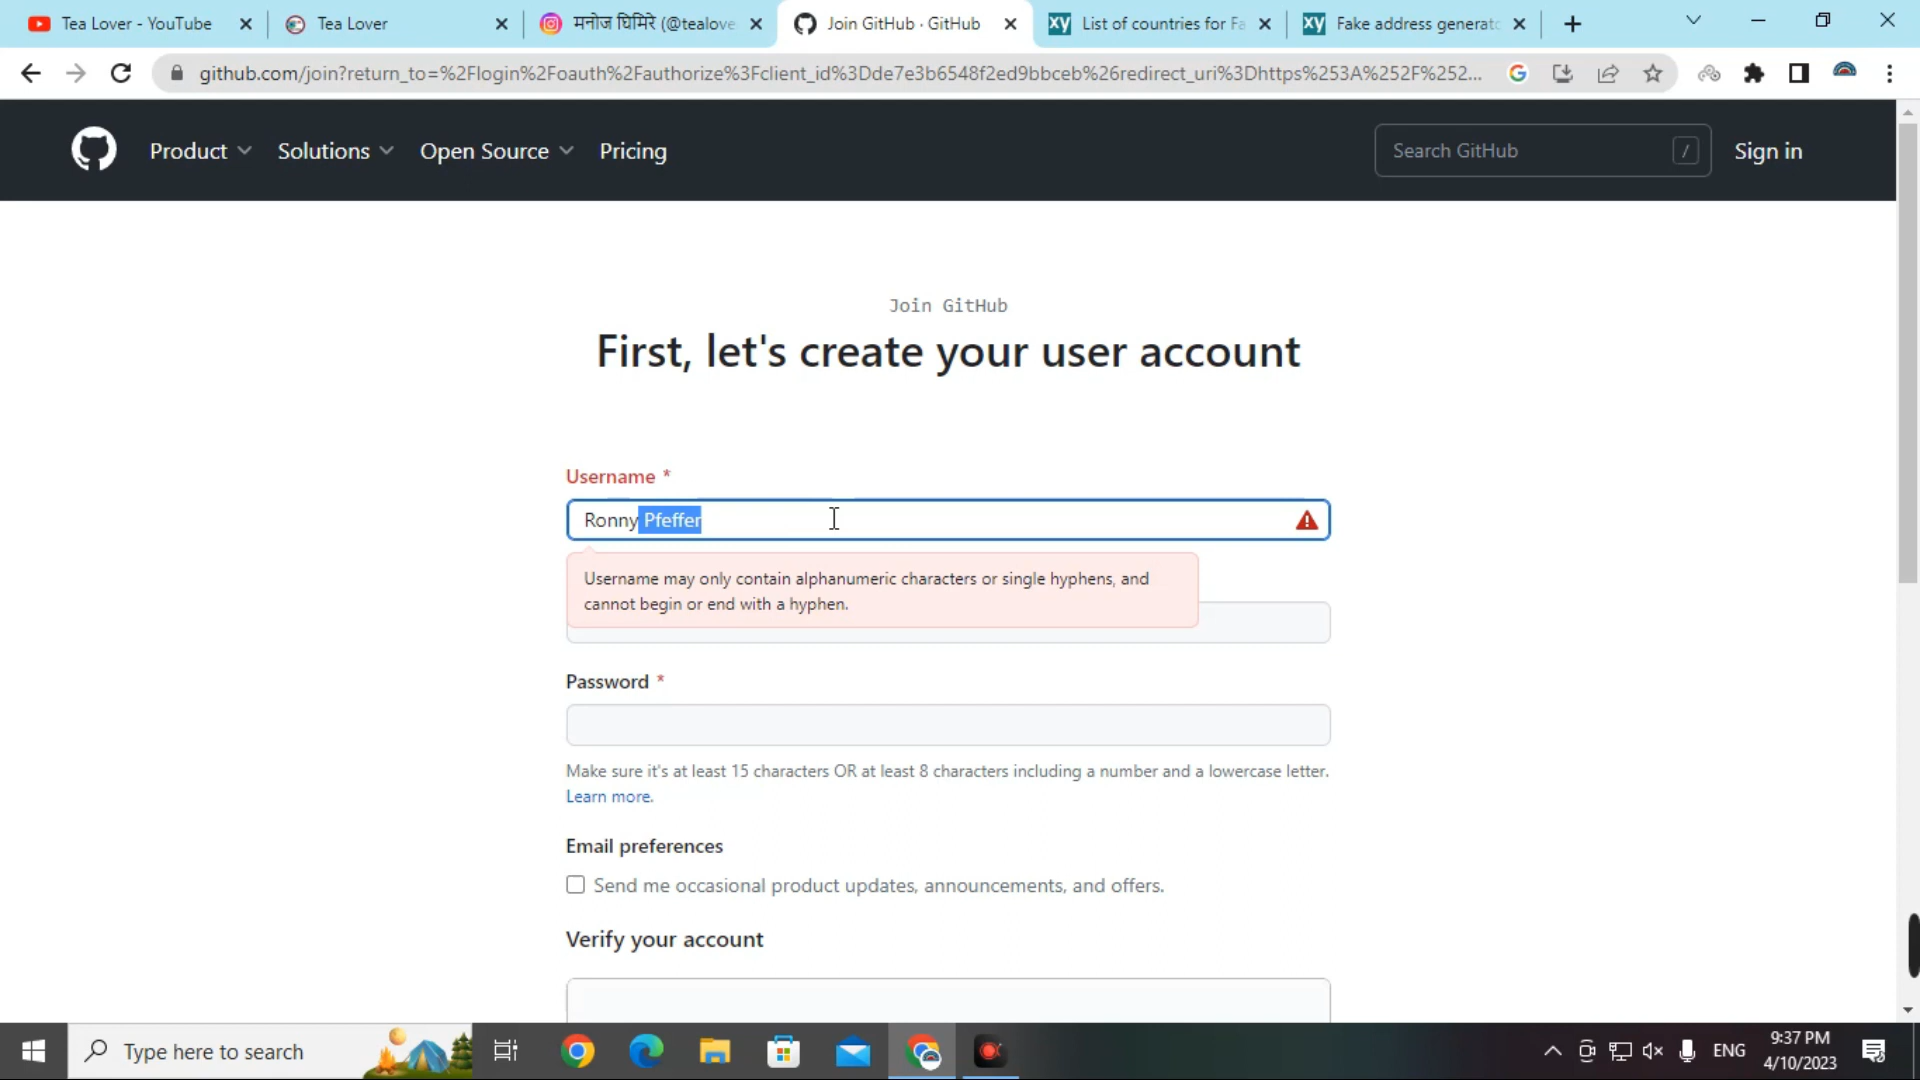 Tea Lover - YouTube
Tea Lover
मनोज घिमिरे (@tealove
Join GitHub · GitHub
List of countries for Fa
Fake address generato
github.com/join?return_to=%2Flogin%2Foauth%2Fauthorize%3Fclient_id%3Dde7e3b6548f2ed9bbceb%26redirect_uri%3Dhttps%253A%252F%252...
Product
Solutions
Open Source
Pricing
Search GitHub
/
Sign in
Join GitHub
First, let's create your user account
Username *
Ronny Pfeffer
Username may only contain alphanumeric characters or single hyphens, and
cannot begin or end with a hyphen.
Password *
Make sure it's at least 15 characters OR at least 8 characters including a number and a lowercase letter.
Learn more.
Email preferences
Send me occasional product updates, announcements, and offers.
Verify your account
Type here to search
ENG
9:37 PM
4/10/2023